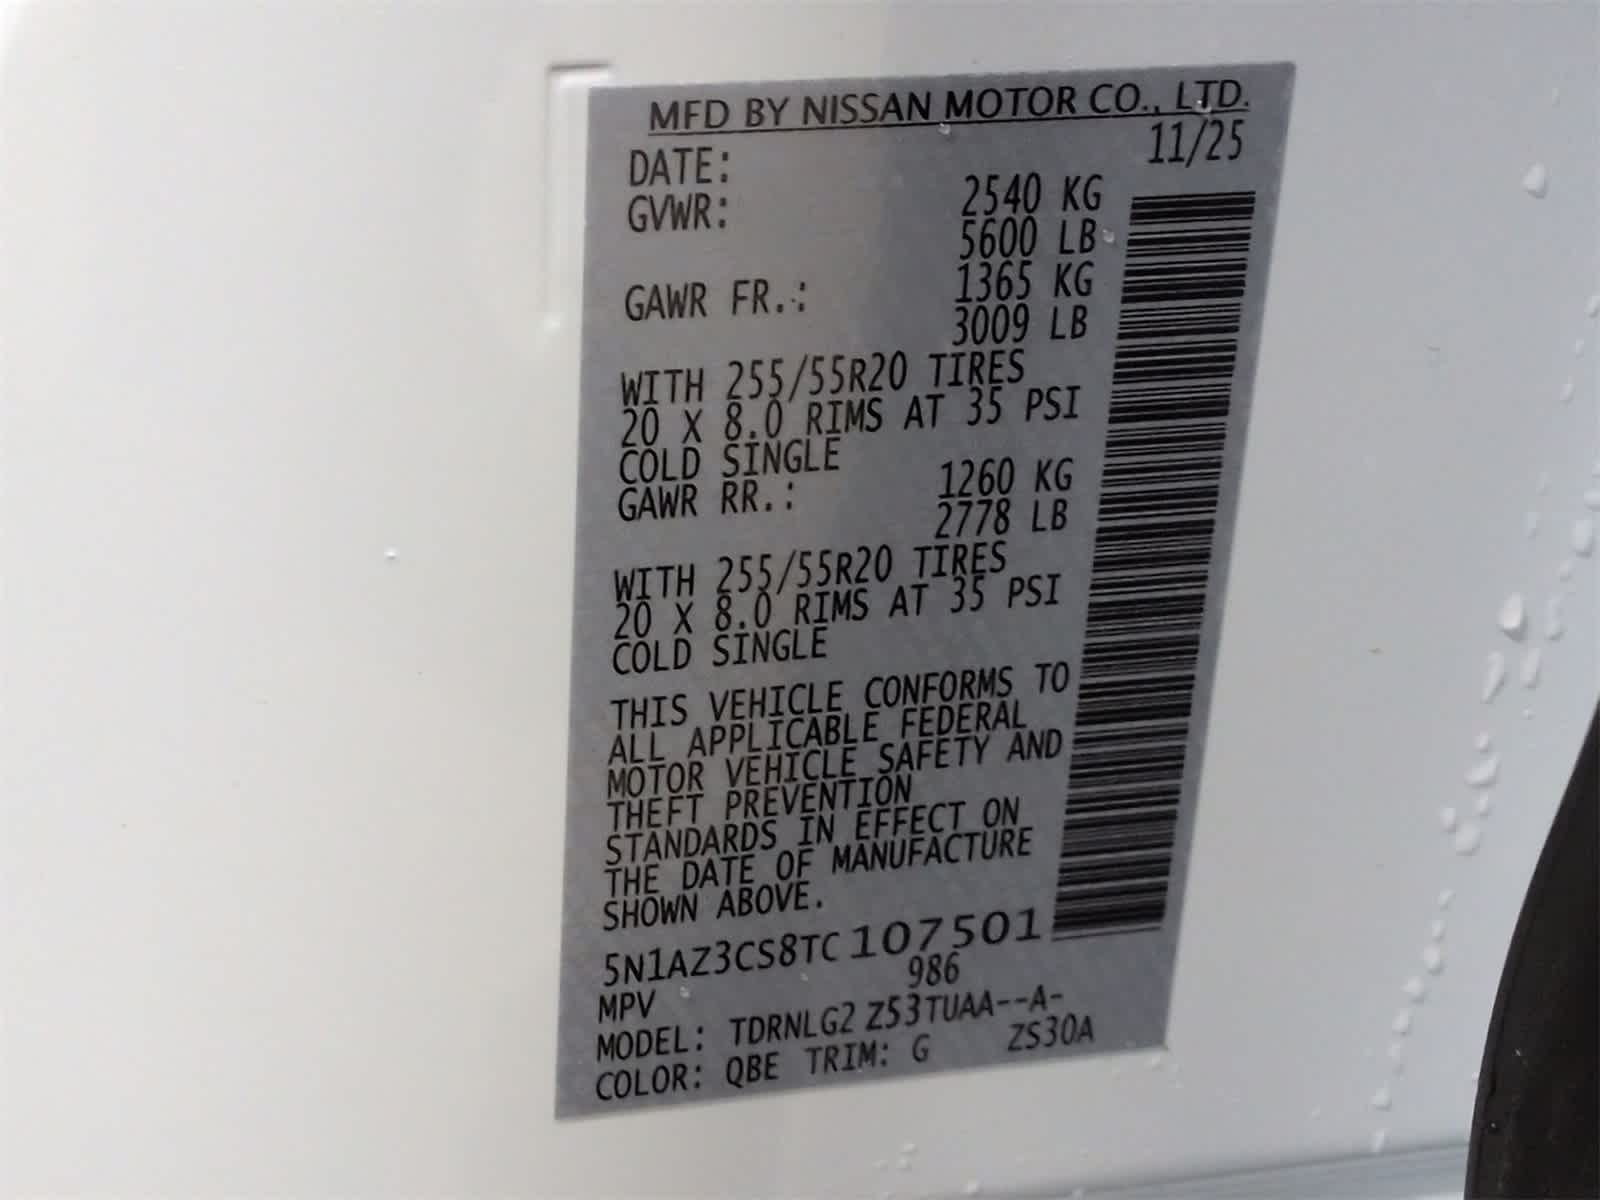 MFD BY NISSAN MOTOR CO., LTD.
DATE: 11/25
GVWR: 2540 KG
5600 LB
GAWR FR.: 1365 KG
3009 LB
WITH 255/55R20 TIRES
20 X 8.0 RIMS AT 35 PSI
COLD SINGLE
GAWR RR.: 1260 KG
2778 LB
WITH 255/55R20 TIRES
20 X 8.0 RIMS AT 35 PSI
COLD SINGLE
THIS VEHICLE CONFORMS TO
ALL APPLICABLE FEDERAL
MOTOR VEHICLE SAFETY AND
THEFT PREVENTION
STANDARDS IN EFFECT ON
THE DATE OF MANUFACTURE
SHOWN ABOVE.
5N1AZ3CS8TC107501
MPV 986
MODEL: TDRNLG2 Z53TUAA--A-
COLOR: QBE TRIM: G ZS30A